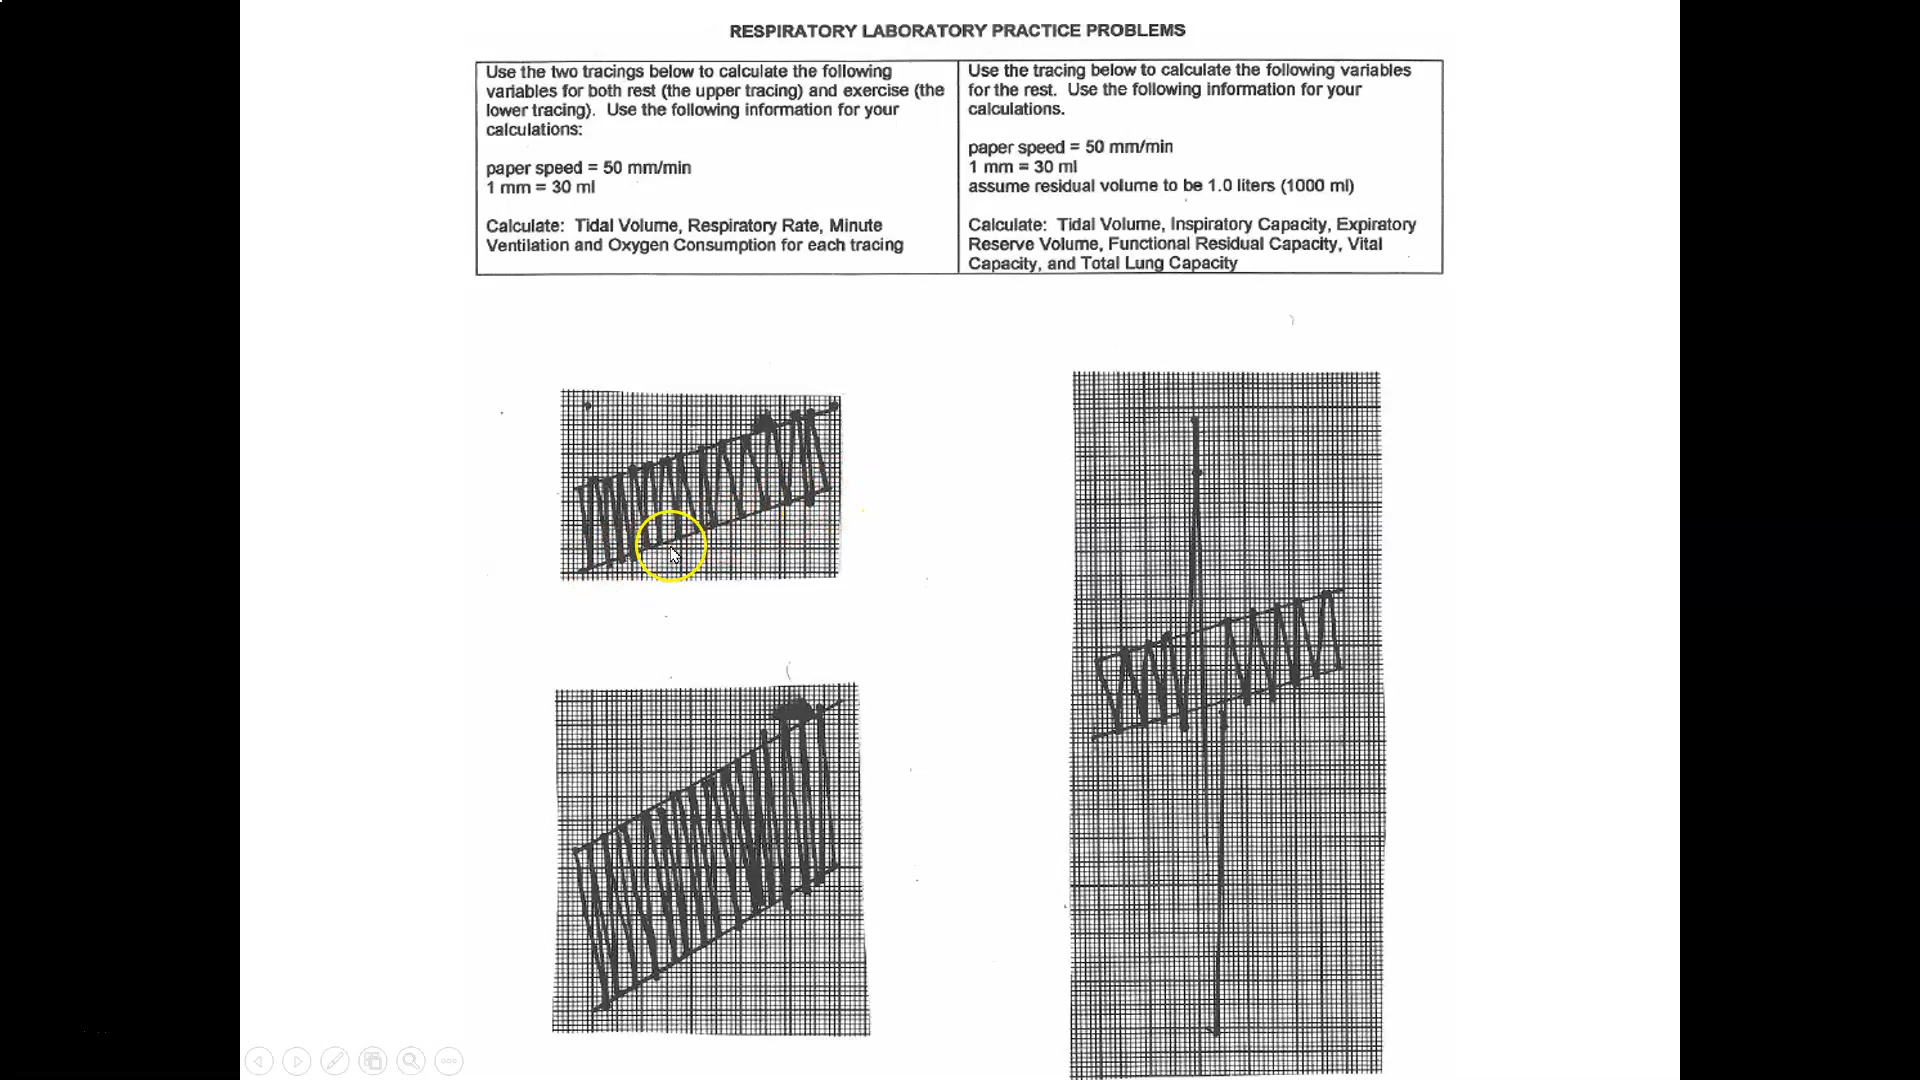 RESPIRATORY LABORATORY PRACTICE PROBLEMS
Use the two tracings below to calculate the following
variables for both rest (the upper tracing) and exercise (the
lower tracing).  Use the following information for your
calculations:
paper speed = 50 mm/min
1 mm = 30 ml
Calculate:  Tidal Volume, Respiratory Rate, Minute
Ventilation and Oxygen Consumption for each tracing
Use the tracing below to calculate the following variables
for the rest.  Use the following information for your
calculations.
paper speed = 50 mm/min
1 mm = 30 ml
assume residual volume to be 1.0 liters (1000 ml)
Calculate:  Tidal Volume, Inspiratory Capacity, Expiratory
Reserve Volume, Functional Residual Capacity, Vital
Capacity, and Total Lung Capacity